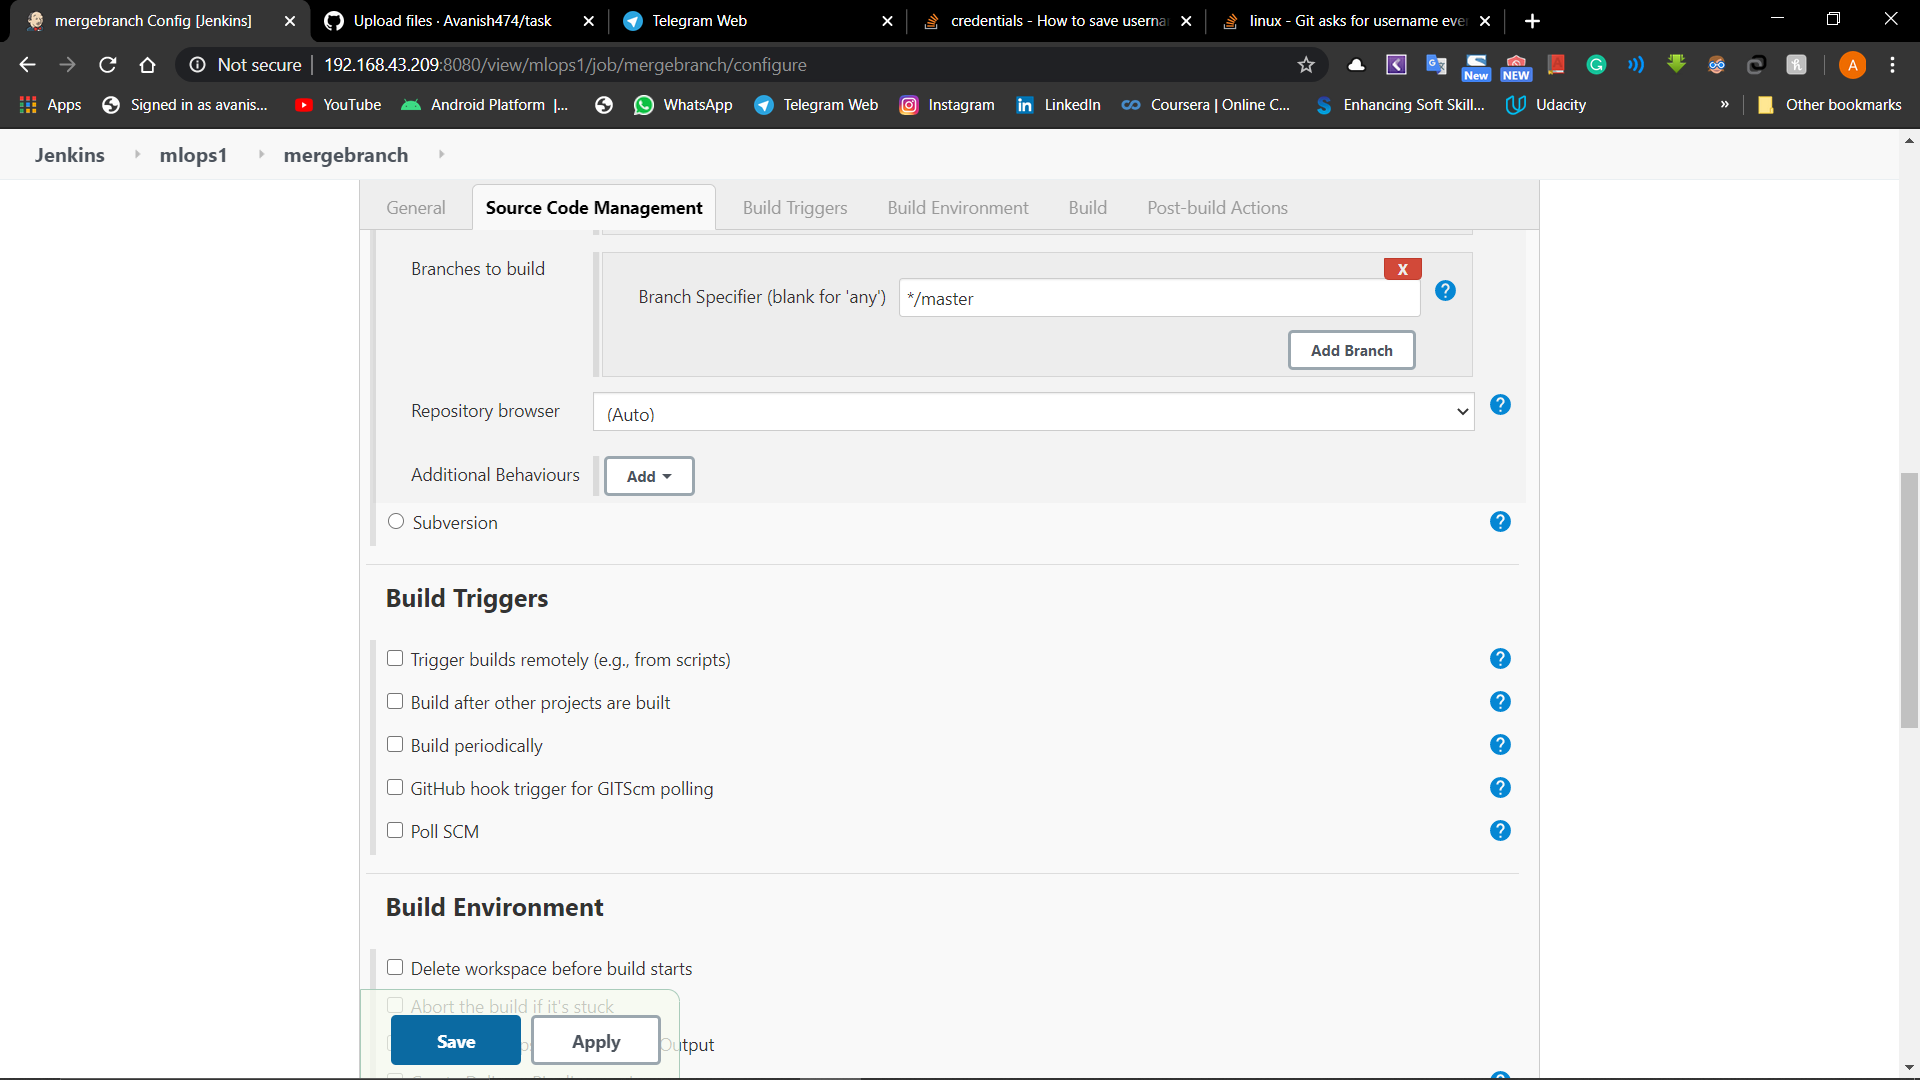 mergebranch Config [Jenkins]
Upload files · Avanish474/task
Telegram Web
credentials - How to save userna
linux - Git asks for username eve
Not secure
192.168.43.209:8080/view/mlops1/job/mergebranch/configure
New
NEW
A
Apps
Signed in as avanis...
YouTube
Android Platform |...
WhatsApp
Telegram Web
Instagram
LinkedIn
Coursera | Online C...
Enhancing Soft Skill...
Udacity
»
Other bookmarks
Jenkins
mlops1
mergebranch
General
Source Code Management
Build Triggers
Build Environment
Build
Post-build Actions
Branches to build
X
Branch Specifier (blank for 'any')
*/master
Add Branch
Repository browser
(Auto)
Additional Behaviours
Add
Subversion
Build Triggers
Trigger builds remotely (e.g., from scripts)
Build after other projects are built
Build periodically
GitHub hook trigger for GITScm polling
Poll SCM
Build Environment
Delete workspace before build starts
Abort the build if it's stuck
Output
Save
Apply